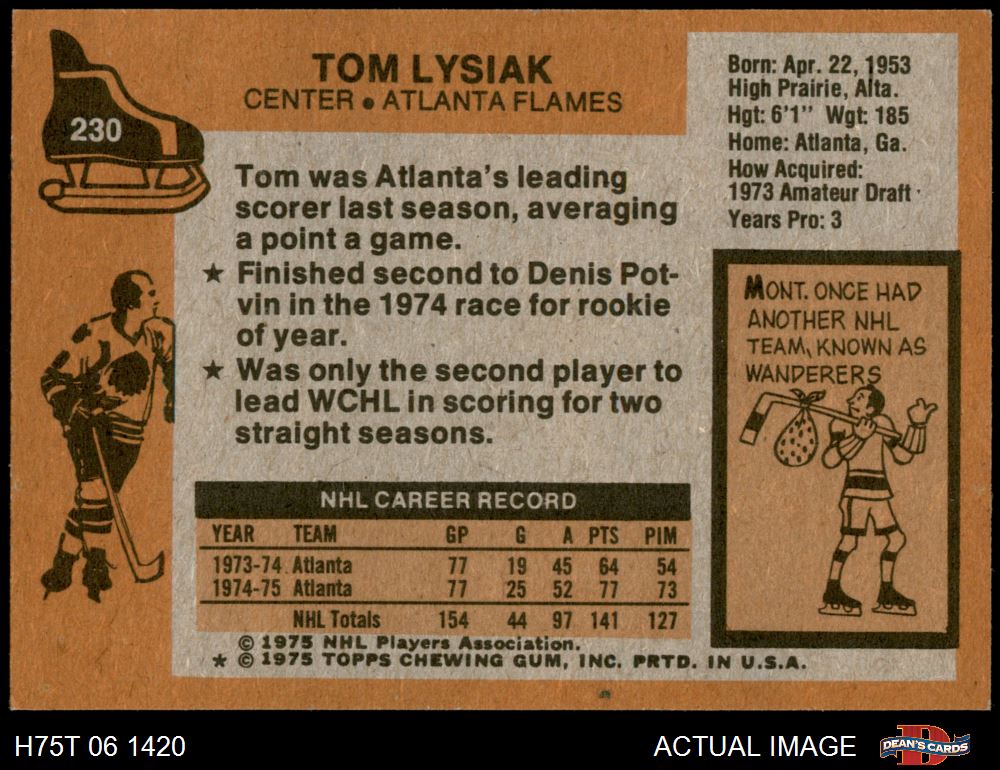 230
TOM LYSIAK
CENTER • ATLANTA FLAMES
Born: Apr. 22, 1953
High Prairie, Alta.
Hgt: 6'1" Wgt: 185
Home: Atlanta, Ga.
How Acquired:
1973 Amateur Draft
Years Pro: 3
Tom was Atlanta's leading
scorer last season, averaging
a point a game.
★ Finished second to Denis Pot-
vin in the 1974 race for rookie
of year.
★ Was only the second player to
lead WCHL in scoring for two
straight seasons.
MONT. ONCE HAD
ANOTHER NHL
TEAM, KNOWN AS
WANDERERS
NHL CAREER RECORD
YEAR TEAM GP G A PTS PIM
1973-74 Atlanta 77 19 45 64 54
1974-75 Atlanta 77 25 52 77 73
NHL Totals 154 44 97 141 127
© 1975 NHL Players Association.
★ © 1975 TOPPS CHEWING GUM, INC. PRTD. IN U.S.A.
H75T 06 1420
ACTUAL IMAGE
D
DEAN'S CARDS